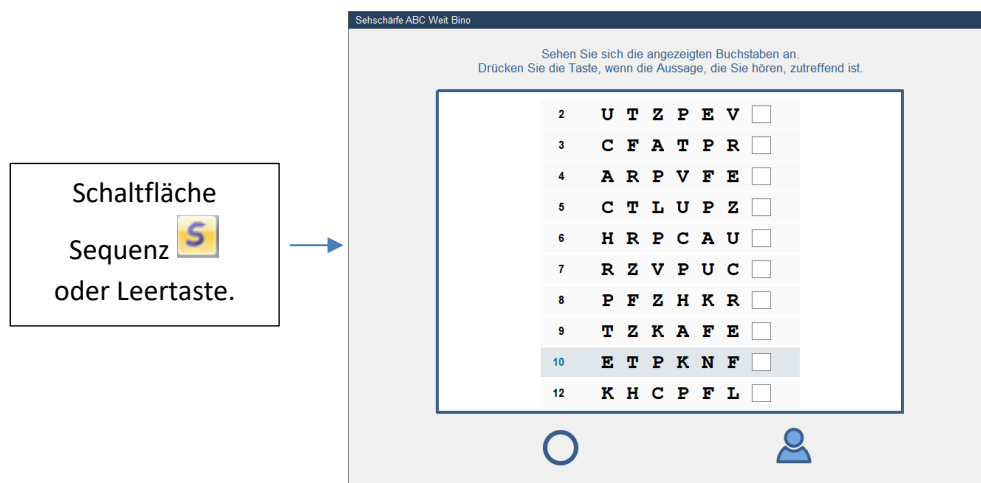 Sehschärfe ABC Weit Bino
Sehen Sie sich die angezeigten Buchstaben an.
Drücken Sie die Taste, wenn die Aussage, die Sie hören, zutreffend ist.
Schaltfläche
Sequenz S
oder Leertaste.
2 U T Z P E V
3 C F A T P R
4 A R P V F E
5 C T L U P Z
6 H R P C A U
7 R Z V P U C
8 P F Z H K R
9 T Z K A F E
10 E T P K N F
12 K H C P F L